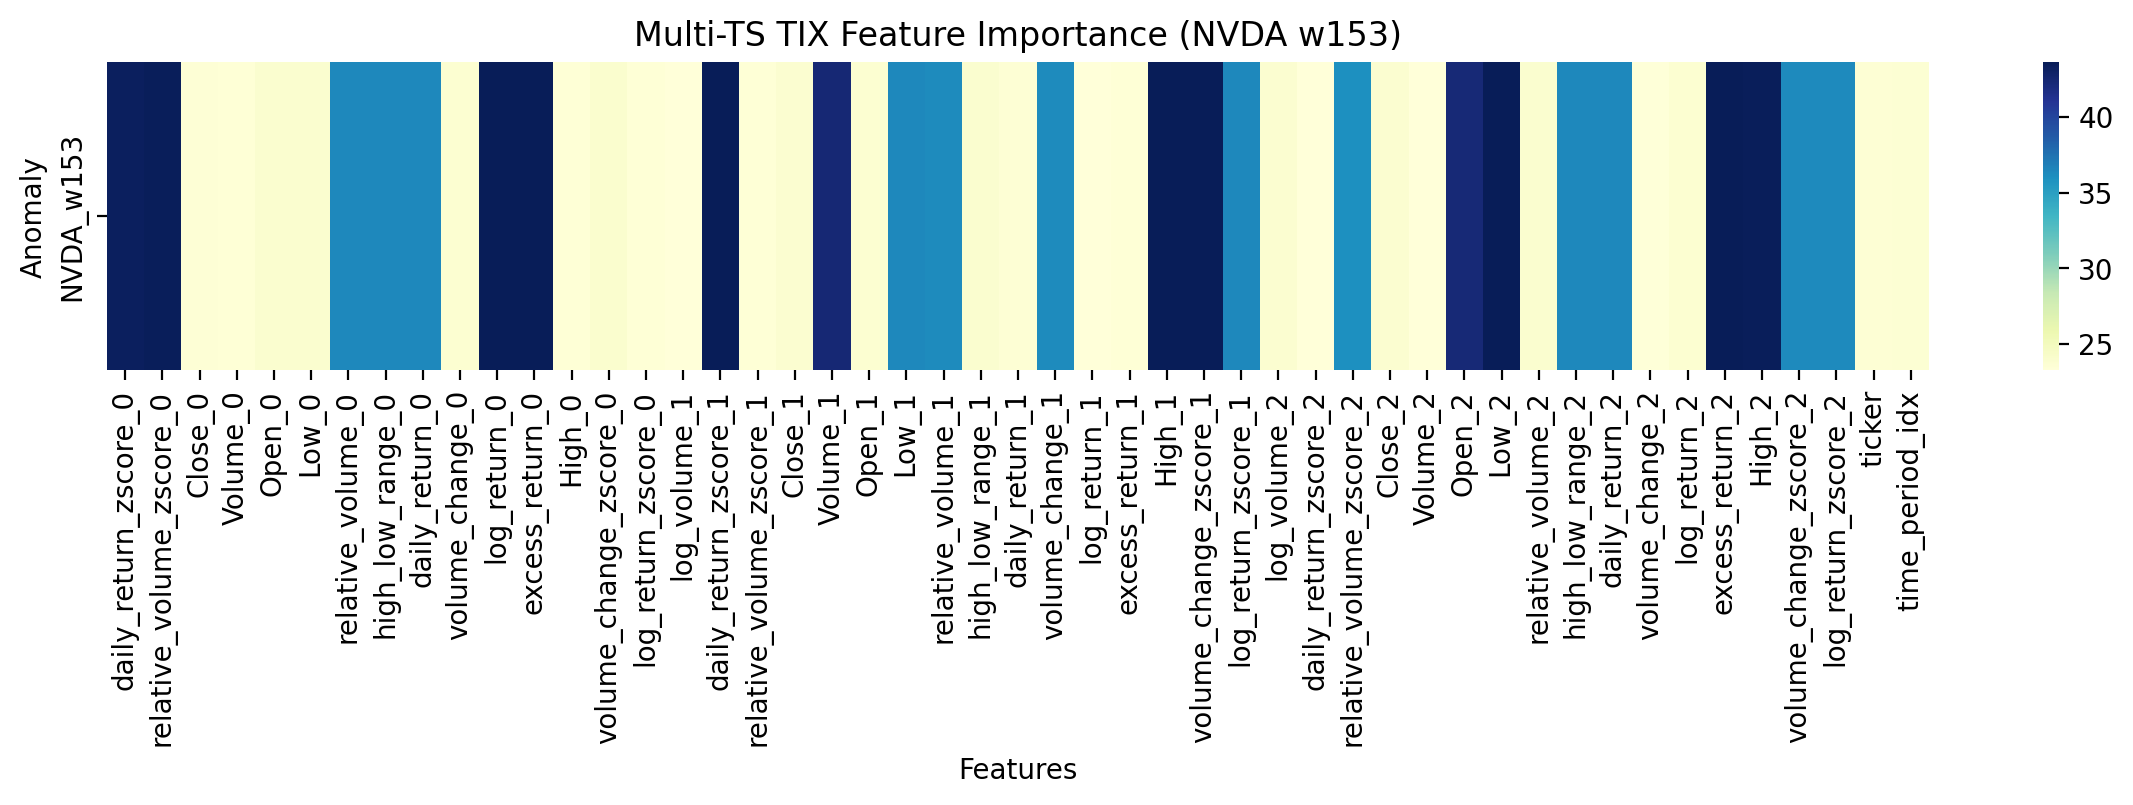 Multi-TS TIX Feature Importance (NVDA w153)
Anomaly
NVDA_w153
40
35
30
25
daily_return_zscore_0
relative_volume_zscore_0
Close_0
Volume_0
Open_0
Low_0
relative_volume_0
high_low_range_0
daily_return_0
volume_change_0
log_return_0
excess_return_0
High_0
volume_change_zscore_0
log_return_zscore_0
log_volume_1
daily_return_zscore_1
relative_volume_zscore_1
Close_1
Volume_1
Open_1
Low_1
relative_volume_1
high_low_range_1
daily_return_1
volume_change_1
log_return_1
excess_return_1
High_1
volume_change_zscore_1
log_return_zscore_1
log_volume_2
daily_return_zscore_2
relative_volume_zscore_2
Close_2
Volume_2
Open_2
Low_2
relative_volume_2
high_low_range_2
daily_return_2
volume_change_2
log_return_2
excess_return_2
High_2
volume_change_zscore_2
log_return_zscore_2
ticker
time_period_idx
Features